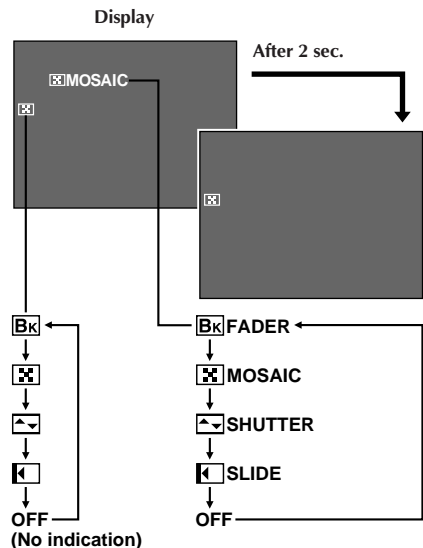 Display
After 2 sec.
MOSAIC
BK
BK FADER
MOSAIC
SHUTTER
SLIDE
OFF
(No indication)
OFF